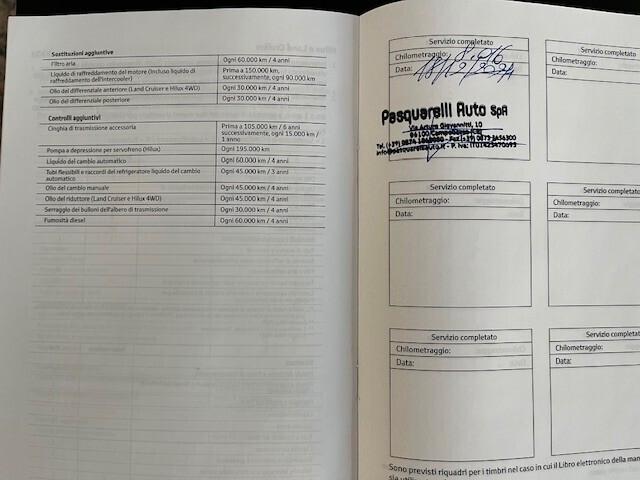 Sostituzioni aggiuntive
Filtro aria Ogni 60.000 km / 4 anni
Liquido di raffreddamento del motore (Incluso liquido di raffreddamento dell'intercooler) Prima a 150.000 km, successivamente, ogni 90.000 km
Olio del differenziale anteriore (Land Cruiser e Hilux 4WD) Ogni 30.000 km / 4 anni
Olio del differenziale posteriore Ogni 30.000 km / 4 anni
Controlli aggiuntivi
Cinghia di trasmissione accessoria Prima a 105.000 km / 6 anni
successivamente, ogni 15.000 km /
1 anno
Pompa a depressione per servofreno (Hilux) Ogni 195.000 km
Liquido del cambio automatico Ogni 60.000 km / 4 anni
Tubi flessibili e raccordi del refrigeratore liquido del cambio automatico Ogni 45.000 km / 3 anni
Olio del cambio manuale Ogni 45.000 km / 4 anni
Olio del riduttore (Land Cruiser e Hilux 4WD) Ogni 45.000 km / 4 anni
Serraggio dei bulloni dell'albero di trasmissione Ogni 30.000 km / 4 anni
Fumosità diesel Ogni 60.000 km / 4 anni
Servizio completato
Chilometraggio:
Data: 18/12/2024
Pasquarelli Auto SpA
Via Arturo Giovannitti, 10
Servizio
Chilometraggio
Data:
Servizio completato
Chilometraggio:
Data:
Servizio
Chilometraggio
Data:
Servizio completato
Chilometraggio:
Data:
Servizio
Chilometraggio
Data:
Sono previsti riquadri per i timbri nel caso in cui il Libro elettronico della